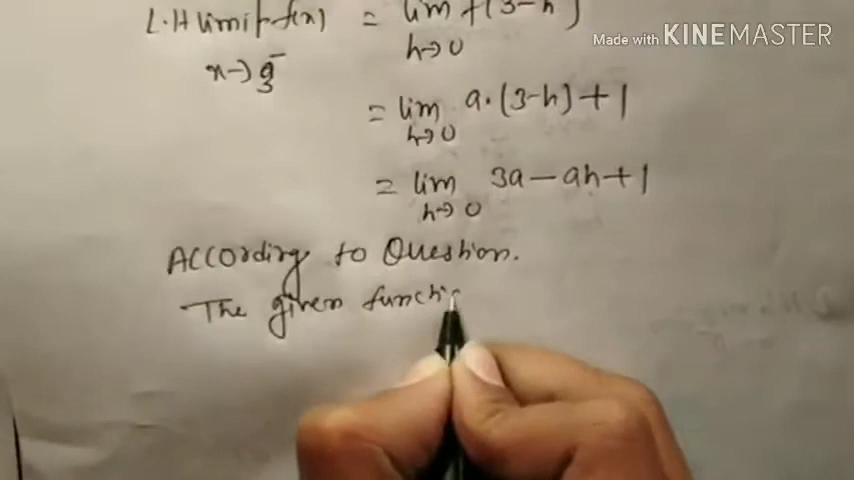 L.H limit f(x) = lim f(3-h)
x→3⁻ h→0
Made with KINEMASTER
= lim a.(3-h)+1
h→0
= lim 3a-ah+1
h→0
According to Question.
The given functio